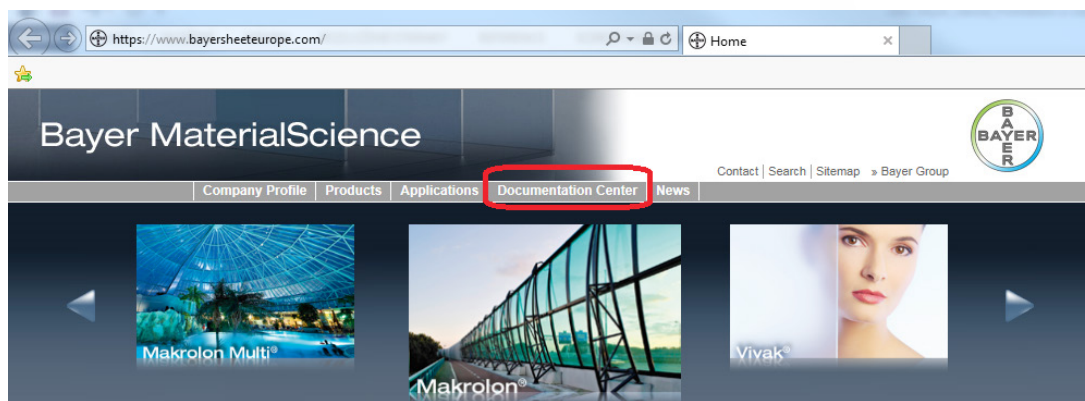 https://www.bayersheeteurope.com/
Home
Bayer MaterialScience
BAYER
BAYER
Contact | Search | Sitemap » Bayer Group
Company Profile | Products | Applications | Documentation Center | News
Makrolon Multi®
Makrolon®
Vivak®